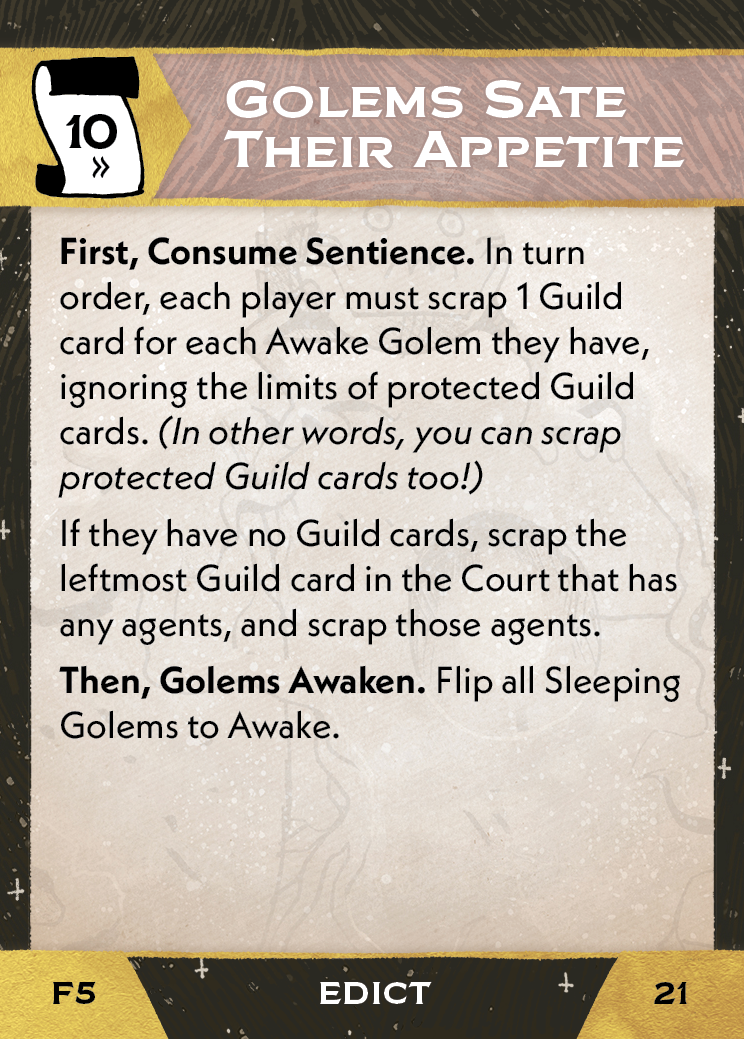 10
»
Golems Sate
Their Appetite
First, Consume Sentience. In turn
order, each player must scrap 1 Guild
card for each Awake Golem they have,
ignoring the limits of protected Guild
cards. (In other words, you can scrap
protected Guild cards too!)
If they have no Guild cards, scrap the
leftmost Guild card in the Court that has
any agents, and scrap those agents.
Then, Golems Awaken. Flip all Sleeping
Golems to Awake.
F5 EDICT 21